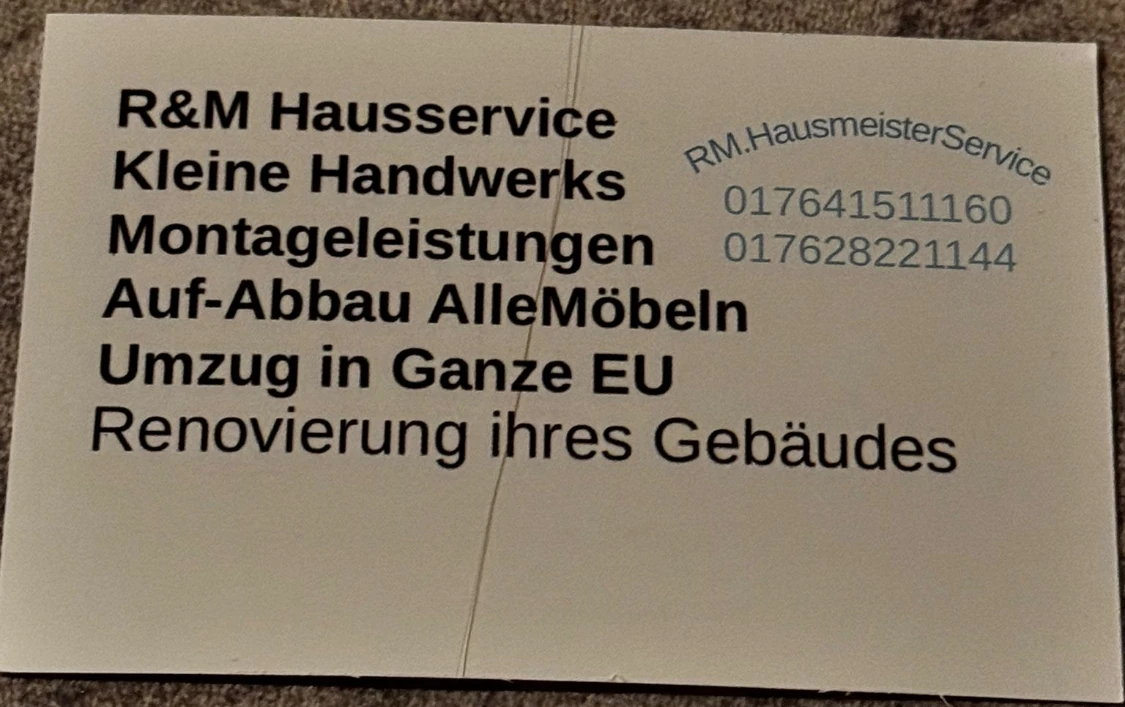 R&M Hausservice
Kleine Handwerks
Montageleistungen
Auf-Abbau AlleMöbeln
Umzug in Ganze EU
Renovierung ihres Gebäudes
RM.HausmeisterService
017641511160
017628221144